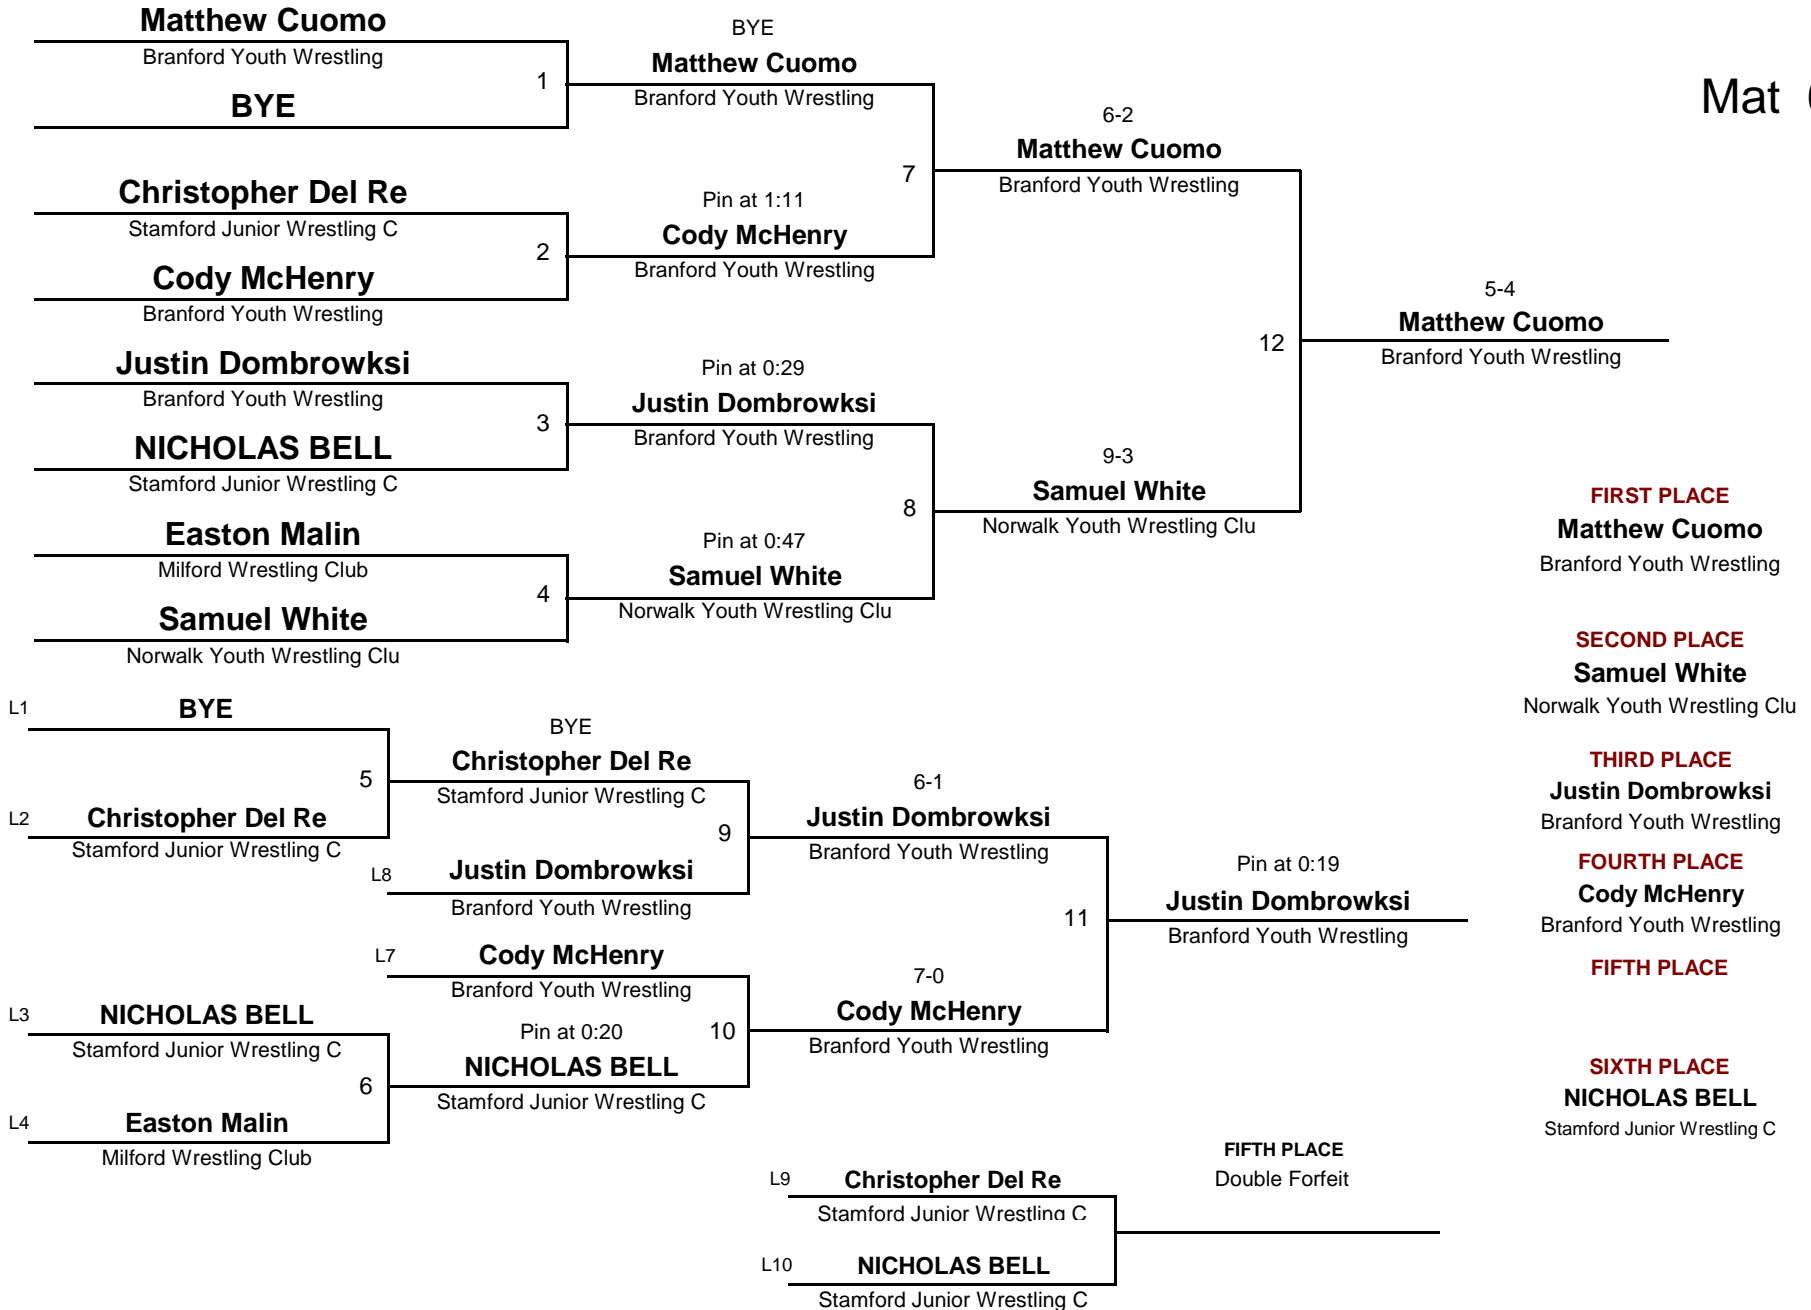 Matthew Cuomo
Branford Youth Wrestling
1
BYE
Christopher Del Re
Stamford Junior Wrestling C
2
Cody McHenry
Branford Youth Wrestling
Justin Dombrowksi
Branford Youth Wrestling
3
NICHOLAS BELL
Stamford Junior Wrestling C
Easton Malin
Milford Wrestling Club
4
Samuel White
Norwalk Youth Wrestling Clu
BYE
Matthew Cuomo
Branford Youth Wrestling
7
Pin at 1:11
Cody McHenry
Branford Youth Wrestling
Pin at 0:29
Justin Dombrowksi
Branford Youth Wrestling
8
Pin at 0:47
Samuel White
Norwalk Youth Wrestling Clu
6-2
Matthew Cuomo
Branford Youth Wrestling
12
9-3
Samuel White
Norwalk Youth Wrestling Clu
5-4
Matthew Cuomo
Branford Youth Wrestling
Mat
FIRST PLACE
Matthew Cuomo
Branford Youth Wrestling
SECOND PLACE
Samuel White
Norwalk Youth Wrestling Clu
THIRD PLACE
Justin Dombrowksi
Branford Youth Wrestling
FOURTH PLACE
Cody McHenry
Branford Youth Wrestling
FIFTH PLACE
SIXTH PLACE
NICHOLAS BELL
Stamford Junior Wrestling C
L1 BYE
5
L2 Christopher Del Re
Stamford Junior Wrestling C
L3 NICHOLAS BELL
Stamford Junior Wrestling C
6
L4 Easton Malin
Milford Wrestling Club
BYE
Christopher Del Re
Stamford Junior Wrestling C
9
L8 Justin Dombrowksi
Branford Youth Wrestling
L7 Cody McHenry
Branford Youth Wrestling
Pin at 0:20 10
NICHOLAS BELL
Stamford Junior Wrestling C
6-1
Justin Dombrowksi
Branford Youth Wrestling
11
7-0
Cody McHenry
Branford Youth Wrestling
Pin at 0:19
Justin Dombrowksi
Branford Youth Wrestling
FIFTH PLACE
Double Forfeit
L9 Christopher Del Re
Stamford Junior Wrestling C
L10 NICHOLAS BELL
Stamford Junior Wrestling C